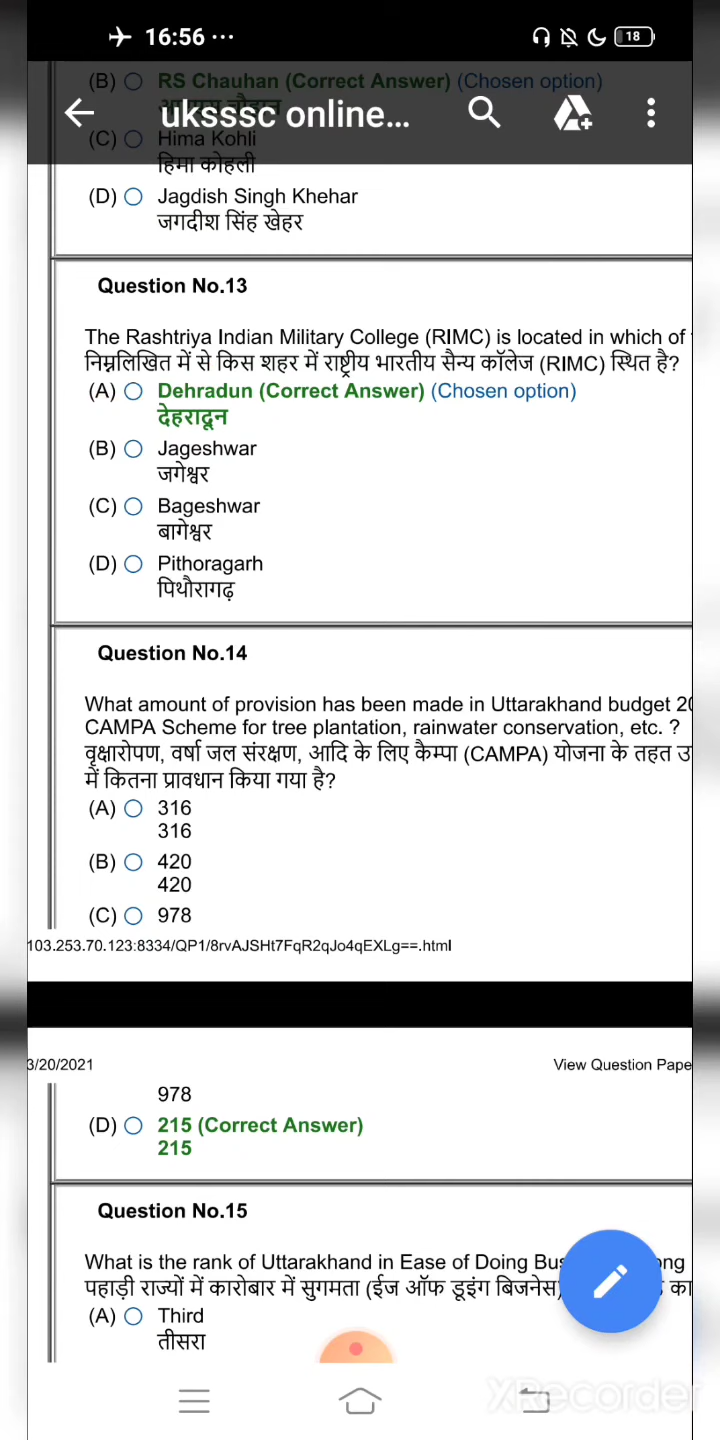 16:56 ...
18
(B) RS Chauhan (Correct Answer) (Chosen option)
uksssc online...
(C) Hima Kohli
हिमा कोहली
(D) Jagdish Singh Khehar
जगदीश सिंह खेहर
Question No.13
The Rashtriya Indian Military College (RIMC) is located in which of
निम्नलिखित में से किस शहर में राष्ट्रीय भारतीय सैन्य कॉलेज (RIMC) स्थित है?
(A) Dehradun (Correct Answer) (Chosen option)
देहरादून
(B) Jageshwar
जगेश्वर
(C) Bageshwar
बागेश्वर
(D) Pithoragarh
पिथौरागढ़
Question No.14
What amount of provision has been made in Uttarakhand budget 20
CAMPA Scheme for tree plantation, rainwater conservation, etc. ?
वृक्षारोपण, वर्षा जल संरक्षण, आदि के लिए कैम्पा (CAMPA) योजना के तहत उ
में कितना प्रावधान किया गया है?
(A) 316
316
(B) 420
420
(C) 978
103.253.70.123:8334/QP1/8rvAJSHt7FqR2qJo4qEXLg==.html
3/20/2021 View Question Pape
978
(D) 215 (Correct Answer)
215
Question No.15
What is the rank of Uttarakhand in Ease of Doing Bus ong
पहाड़ी राज्यों में कारोबार में सुगमता (ईज ऑफ डूइंग बिजनेस) का
(A) Third
तीसरा
XRecorder